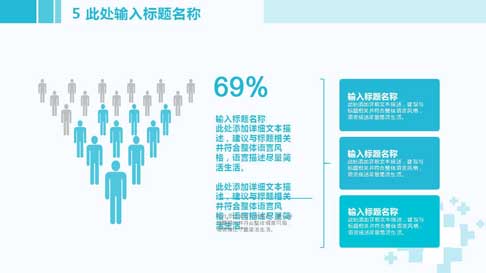 5 此处输入标题名称
69%
输入标题名称
此处添加详细文本描
述，建议与标题相关
并符合整体语言风
格，语言描述尽量简
洁生活。
此处添加详细文本描
述，建议与标题相关
并符合整体语言风
格，语言描述尽量简
洁生活。
输入标题名称
此处添加详细文本描述，建议与
标题相关并符合整体语言风格，
语言描述尽量简洁生活。
输入标题名称
此处添加详细文本描述，建议与
标题相关并符合整体语言风格，
语言描述尽量简洁生活。
输入标题名称
此处添加详细文本描述，建议与
标题相关并符合整体语言风格，
语言描述尽量简洁生活。